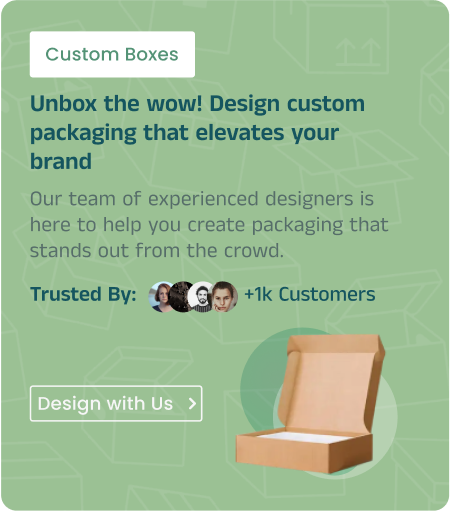 Custom Boxes
Unbox the wow! Design custom
packaging that elevates your
brand
Our team of experienced designers is
here to help you create packaging that
stands out from the crowd.
Trusted By: +1k Customers
Design with Us